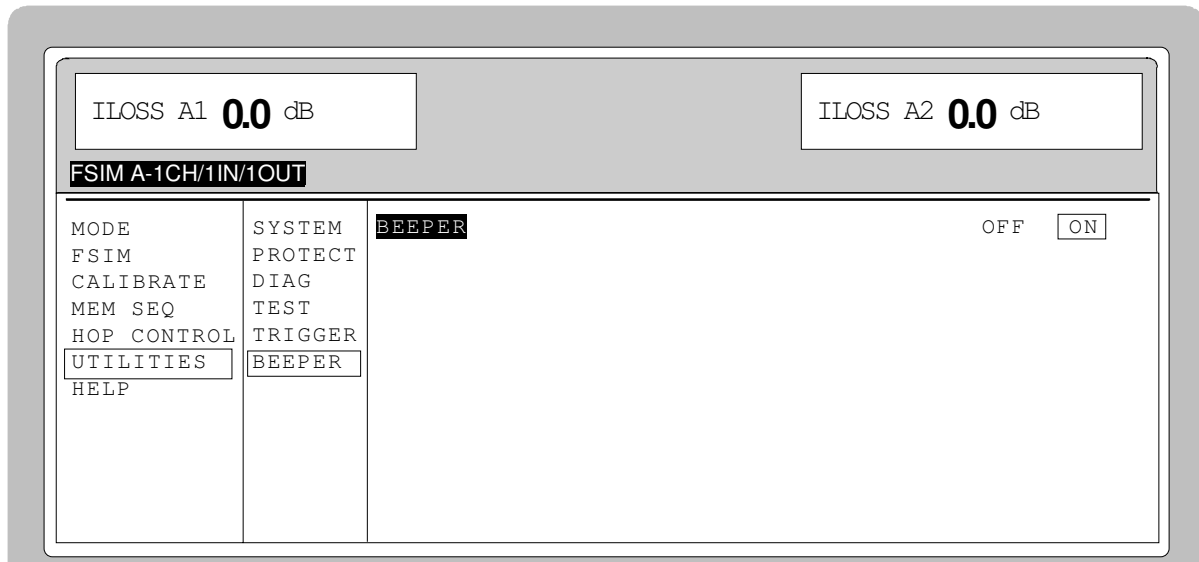 ILOSS A1 0.0 dB
ILOSS A2 0.0 dB
FSIM A-1CH/1IN/1OUT
MODE
FSIM
CALIBRATE
MEM SEQ
HOP CONTROL
UTILITIES
HELP
SYSTEM
PROTECT
DIAG
TEST
TRIGGER
BEEPER
BEEPER OFF ON